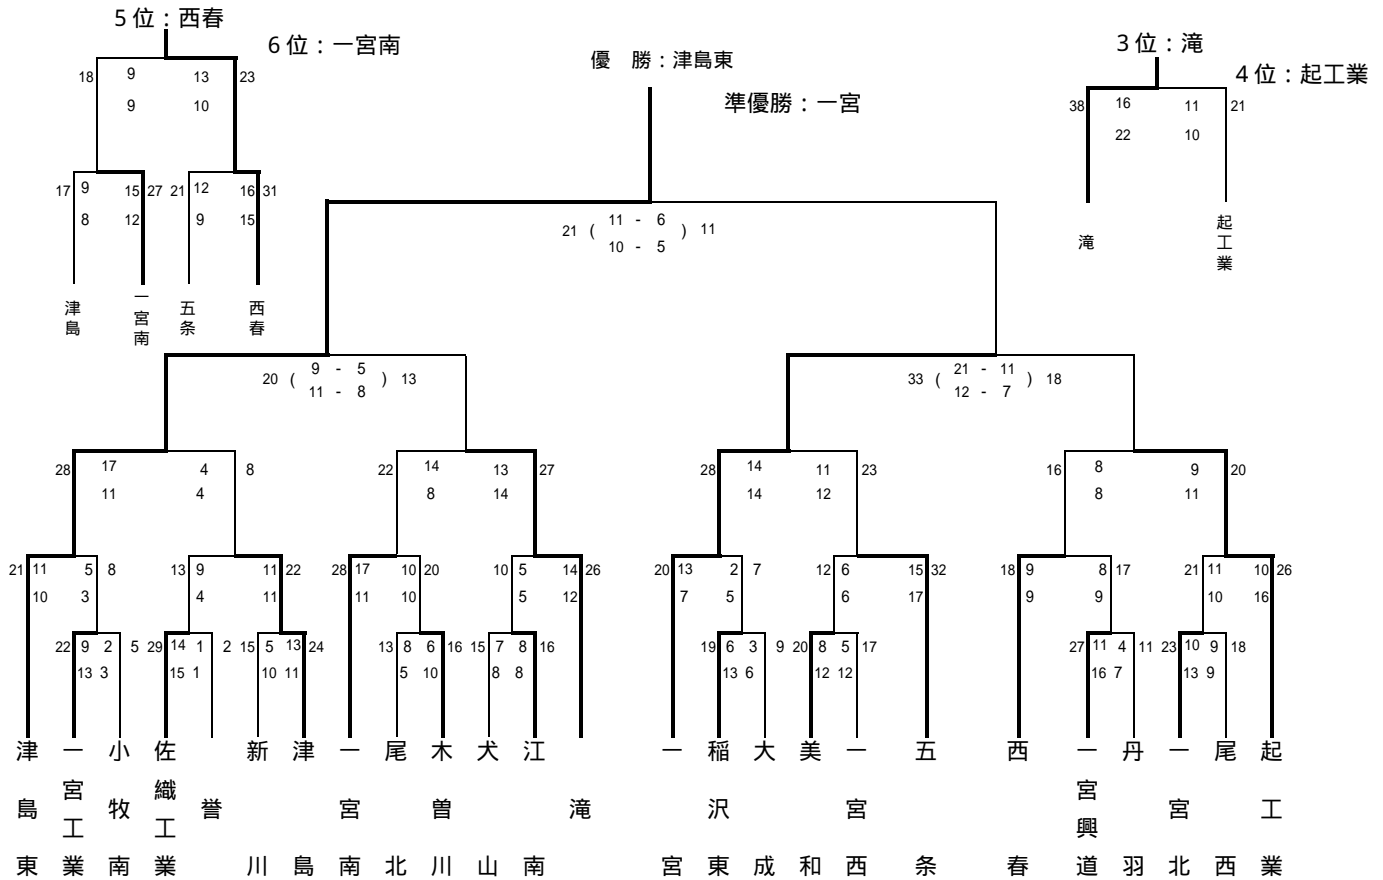 5位：西春
6位：一宮南
優　勝：津島東
準優勝：一宮
3位：滝
4位：起工業
18 9 13 23
9 10
38 16 11 21
22 10
17 9 15 27 21 12 16 31
8 12 9 15
津島
一宮南
五条
西春
滝
起工業
21 ( 11 - 6 ) 11
10 - 5
20 ( 9 - 5 ) 13
11 - 8
33 ( 21 - 11 ) 18
12 - 7
28 17 4 8 22 14 13 27 28 14 11 23 16 8 9 20
11 4 8 14 14 12 8 11
21 11 5 8 13 9 11 22 28 17 10 20 10 5 14 26 20 13 2 7 12 6 15 32 18 9 8 17 21 11 10 26
10 3 4 11 11 10 5 12 7 5 6 17 9 9 10 16
22 9 2 5 29 14 1 2 15 5 13 24 13 8 6 16 15 7 8 16 19 6 3 9 20 8 5 17 27 11 4 11 23 10 9 18
13 3 15 1 10 11 5 10 8 8 13 6 12 12 16 7 13 9
津島東
一宮工業
小牧南
佐織工業
誉
新川
津島
一宮南
尾北
木曽川
犬山
江南
滝
一宮
稲沢東
大成
美和
一宮西
五条
西春
一宮興道
丹羽
一宮北
尾西
起工業